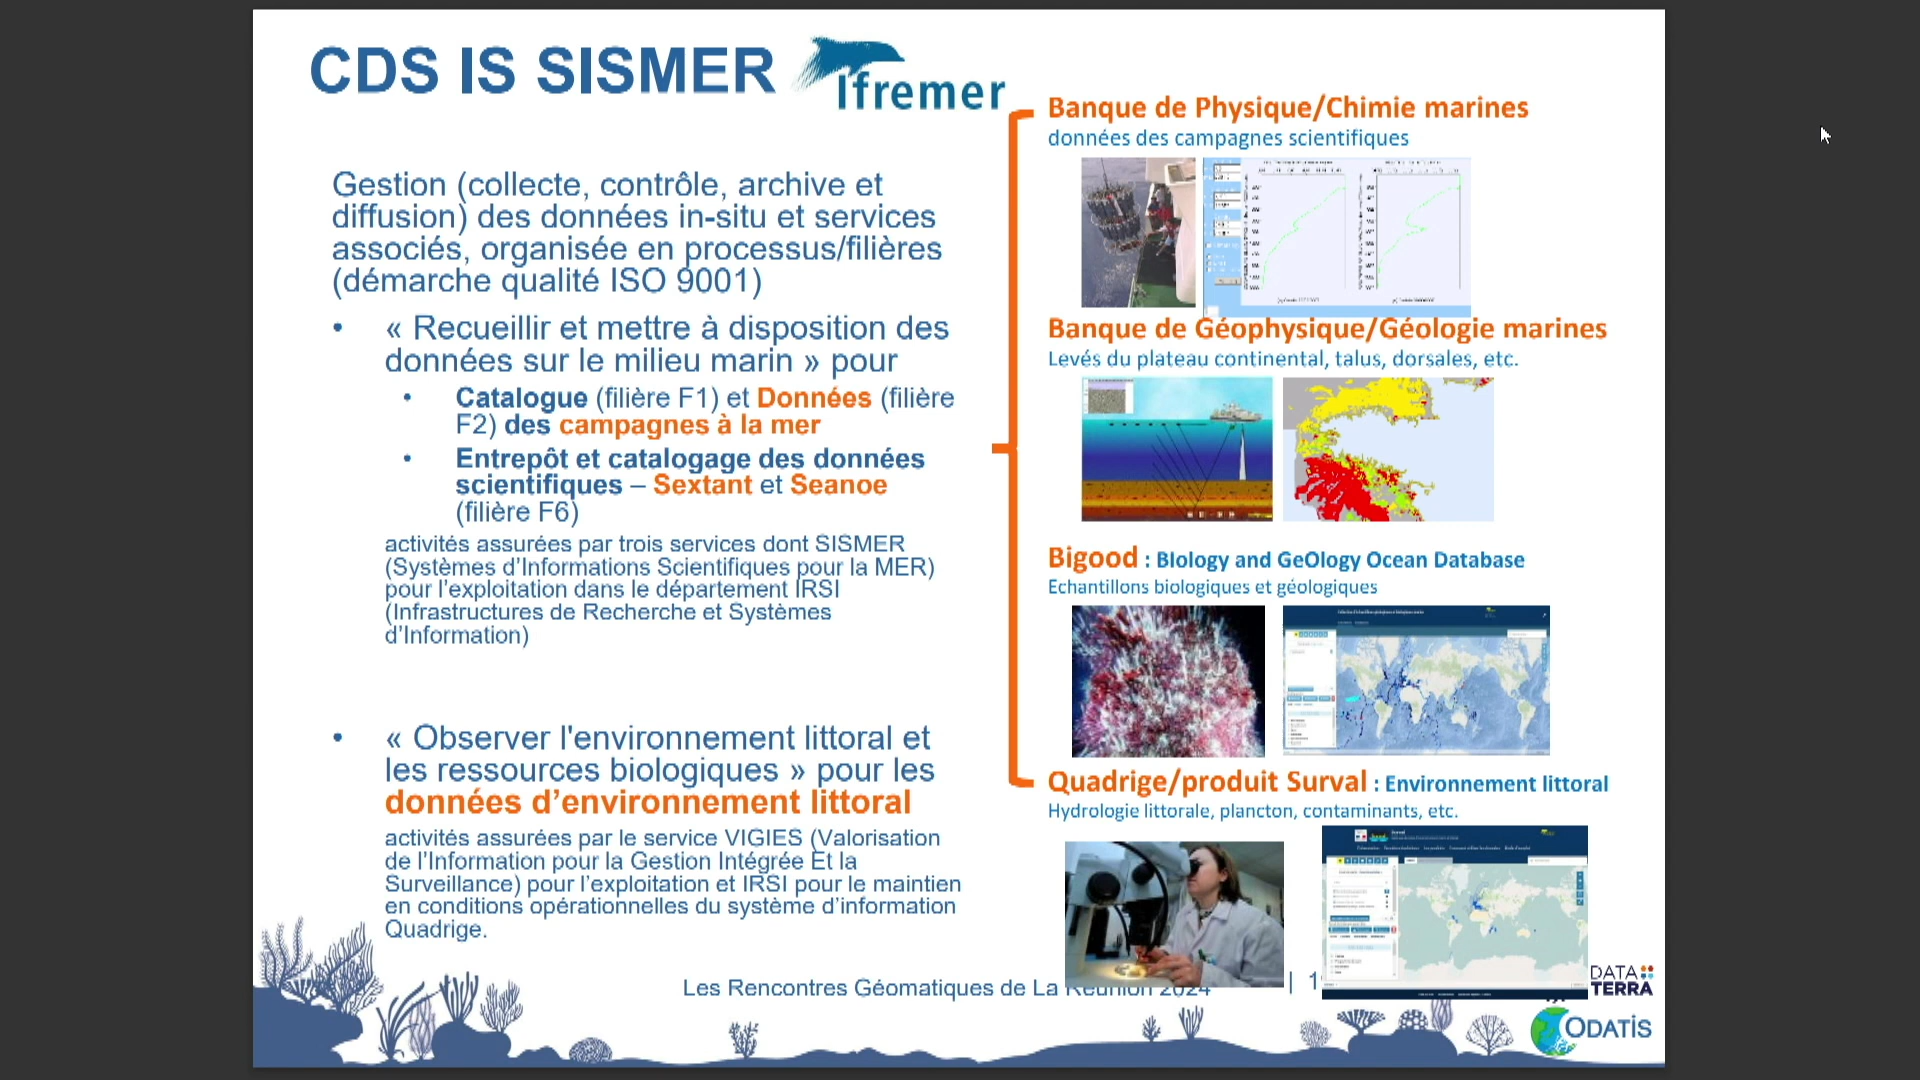 CDS IS SISMER
Ifremer
Gestion (collecte, contrôle, archive et
diffusion) des données in-situ et services
associés, organisée en processus/filières
(démarche qualité ISO 9001)
• « Recueillir et mettre à disposition des
données sur le milieu marin » pour
• Catalogue (filière F1) et Données (filière
F2) des campagnes à la mer
• Entrepôt et catalogage des données
scientifiques – Sextant et Seanoe
(filière F6)
activités assurées par trois services dont SISMER
(Systèmes d’Informations Scientifiques pour la MER)
pour l’exploitation dans le département IRSI
(Infrastructures de Recherche et Systèmes
d’Information)
• « Observer l'environnement littoral et
les ressources biologiques » pour les
données d’environnement littoral
activités assurées par le service VIGIES (Valorisation
de l’Information pour la Gestion Intégrée Et la
Surveillance) pour l’exploitation et IRSI pour le maintien
en conditions opérationnelles du système d’information
Quadrige.
Banque de Physique/Chimie marines
données des campagnes scientifiques
Banque de Géophysique/Géologie marines
Levés du plateau continental, talus, dorsales, etc.
Bigood : BIology and GeOlogy Ocean Database
Echantillons biologiques et géologiques
Quadrige/produit Surval : Environnement littoral
Hydrologie littorale, plancton, contaminants, etc.
Les Rencontres Géomatiques de La Réunion 2024 | 1
DATA
TERRA
ODATIS